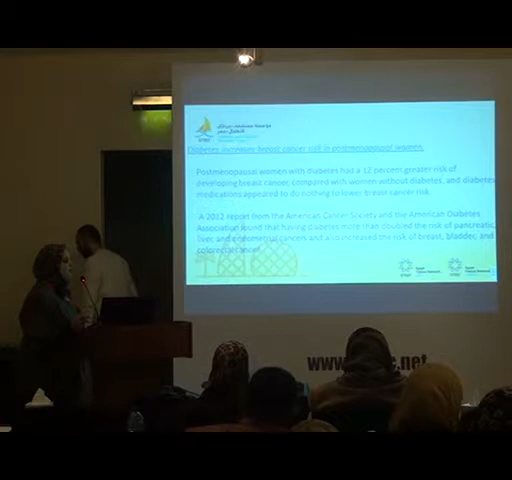 Diabetes increases breast cancer risk in postmenopausal women.
Postmenopausal women with diabetes had a 12 percent greater risk of
developing breast cancer, compared with women without diabetes, and diabetes
medications appeared to do nothing to lower breast cancer risk.
A 2012 report from the American Cancer Society and the American Diabetes
Association found that having diabetes more than doubled the risk of pancreatic,
liver, and endometrial cancers and also increased the risk of breast, bladder, and
colorectal cancer.